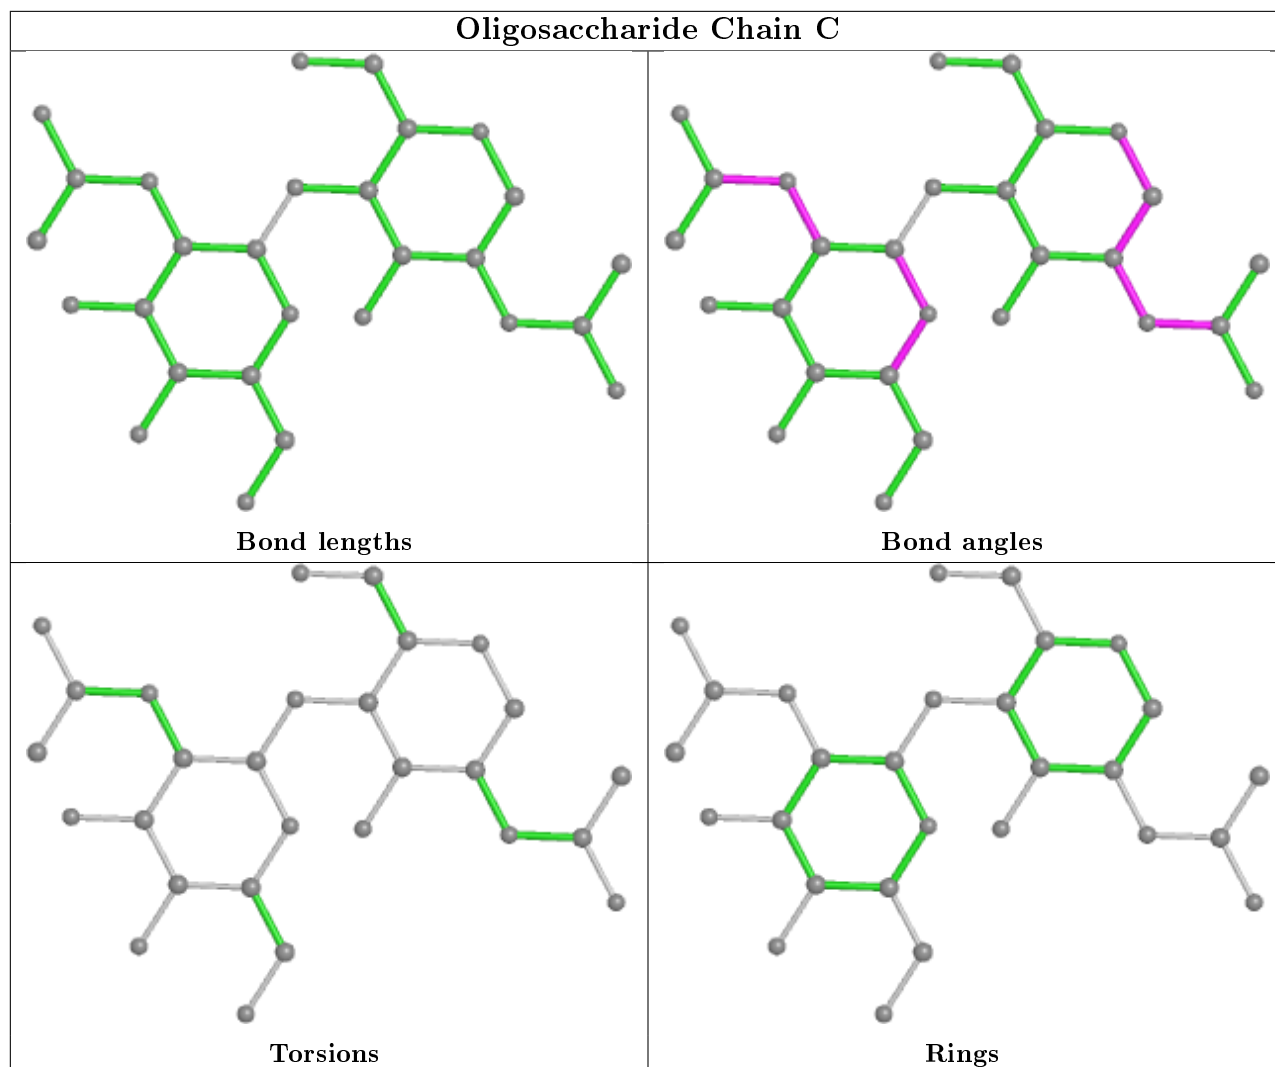 Oligosaccharide Chain C
Bond lengths
Bond angles
Torsions
Rings